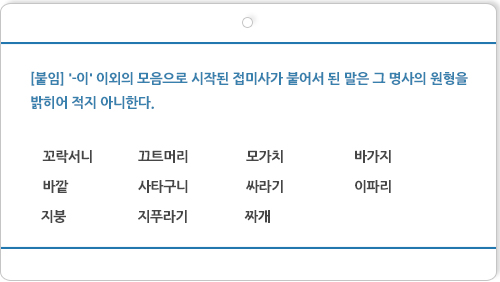 [붙임] '-이' 이외의 모음으로 시작된 접미사가 붙어서 된 말은 그 명사의 원형을
밝히어 적지 아니한다.
꼬락서니 끄트머리 모가치 바가지
바깥 사타구니 싸라기 이파리
지붕 지푸라기 짜개